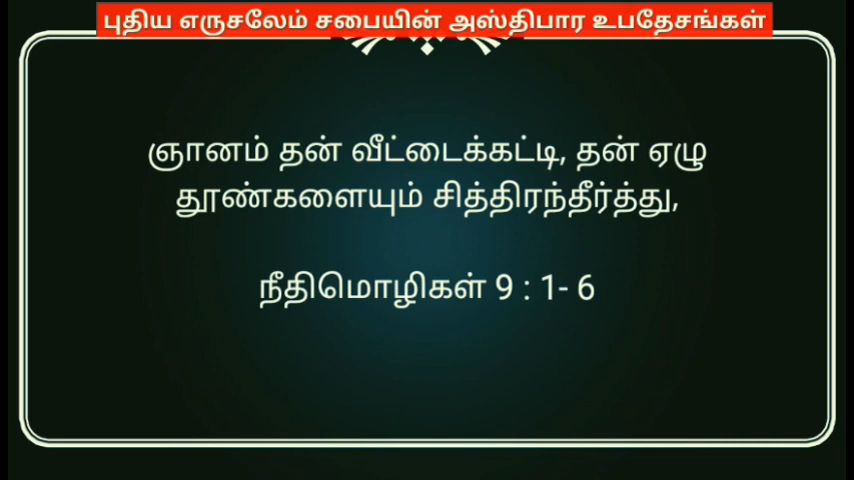 புதிய எருசலேம் சபையின் அஸ்திபார உபதேசங்கள்
ஞானம் தன் வீட்டைக்கட்டி, தன் ஏழு
தூண்களையும் சித்திரந்தீர்த்து,
நீதிமொழிகள் 9 : 1- 6